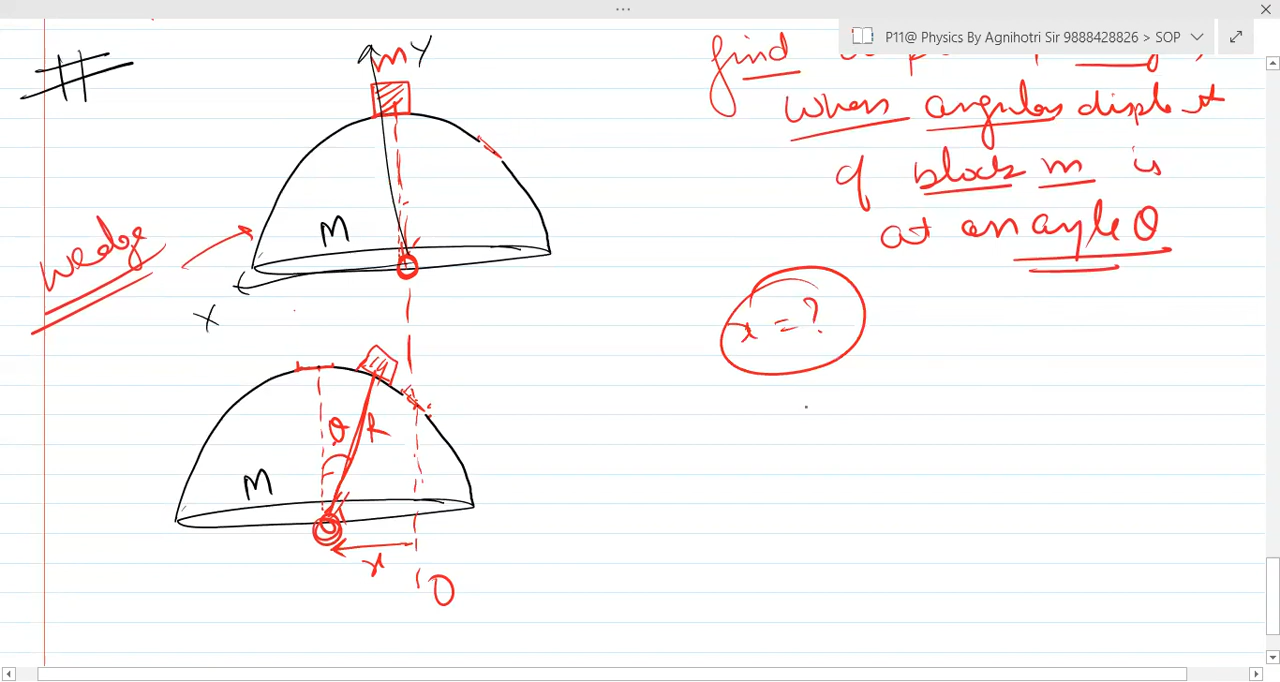 P11@ Physics By Agnihotri Sir 9888428826 > SOP
find
when angular displ
of block m is
at an angle θ
#
m Y
M
wedge
X
x = ?
m
θ R
M
x
O